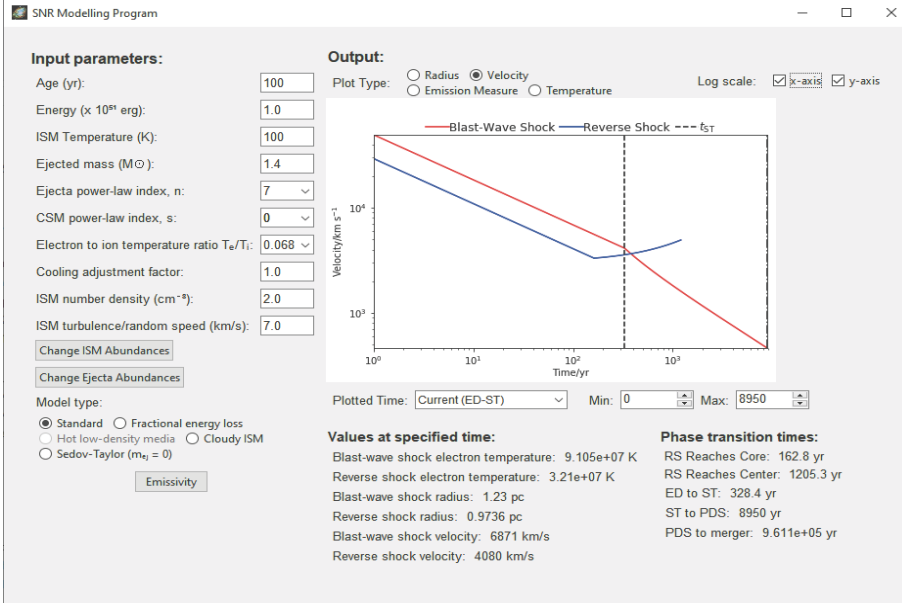 SNR Modelling Program
Input parameters:
Age (yr): 100
Energy (x 10⁵¹ erg): 1.0
ISM Temperature (K): 100
Ejected mass (M⊙): 1.4
Ejecta power-law index, n: 7
CSM power-law index, s: 0
Electron to ion temperature ratio Tₑ/Tᵢ: 0.068
Cooling adjustment factor: 1.0
ISM number density (cm⁻³): 2.0
ISM turbulence/random speed (km/s): 7.0
Change ISM Abundances
Change Ejecta Abundances
Model type:
Standard Fractional energy loss
Hot low-density media Cloudy ISM
Sedov-Taylor (mₑⱼ = 0)
Emissivity
Output:
Plot Type: Radius Velocity
Emission Measure Temperature
Log scale: x-axis y-axis
Blast-Wave Shock Reverse Shock t_ST
Velocity/km s⁻¹
10⁴
10³
10⁰ 10¹ 10² 10³
Time/yr
Plotted Time: Current (ED-ST) Min: 0 Max: 8950
Values at specified time:
Blast-wave shock electron temperature: 9.105e+07 K
Reverse shock electron temperature: 3.21e+07 K
Blast-wave shock radius: 1.23 pc
Reverse shock radius: 0.9736 pc
Blast-wave shock velocity: 6871 km/s
Reverse shock velocity: 4080 km/s
Phase transition times:
RS Reaches Core: 162.8 yr
RS Reaches Center: 1205.3 yr
ED to ST: 328.4 yr
ST to PDS: 8950 yr
PDS to merger: 9.611e+05 yr